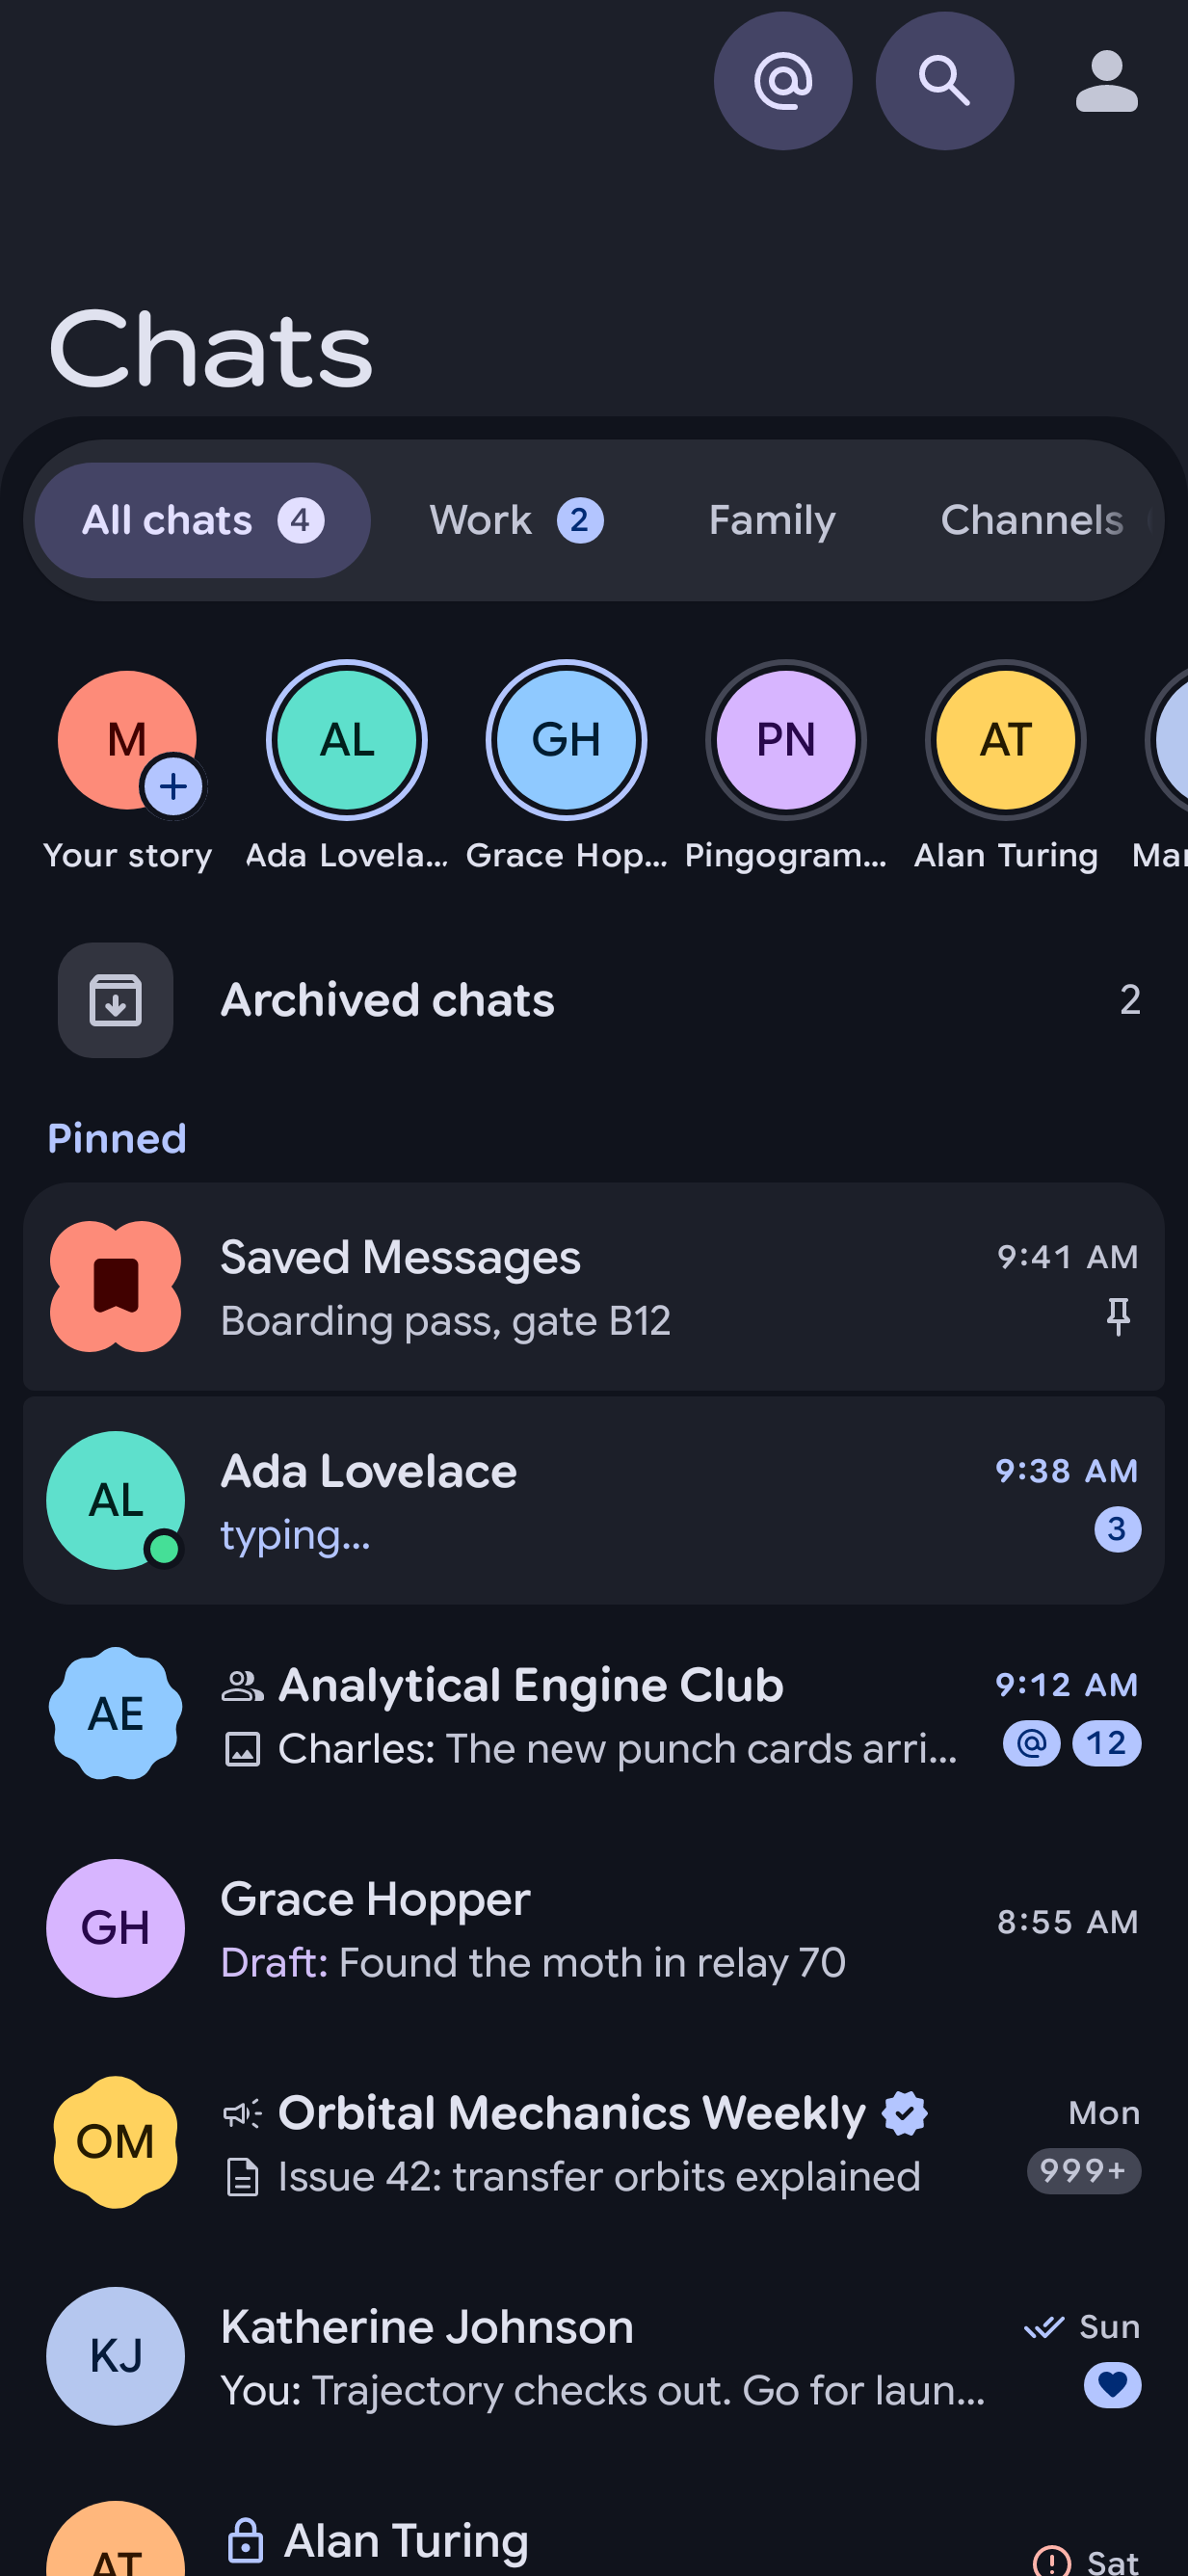 Chats
All chats 4 Work 2 Family Channels
M AL GH PN AT
Your story Ada Lovela... Grace Hop... Pingogram... Alan Turing Mar
Archived chats 2
Pinned
Saved Messages 9:41 AM
Boarding pass, gate B12
AL Ada Lovelace 9:38 AM
typing... 3
AE Analytical Engine Club 9:12 AM
Charles: The new punch cards arri... @ 12
GH Grace Hopper 8:55 AM
Draft: Found the moth in relay 70
OM Orbital Mechanics Weekly Mon
Issue 42: transfer orbits explained 999+
KJ Katherine Johnson Sun
You: Trajectory checks out. Go for laun...
AT Alan Turing Sat